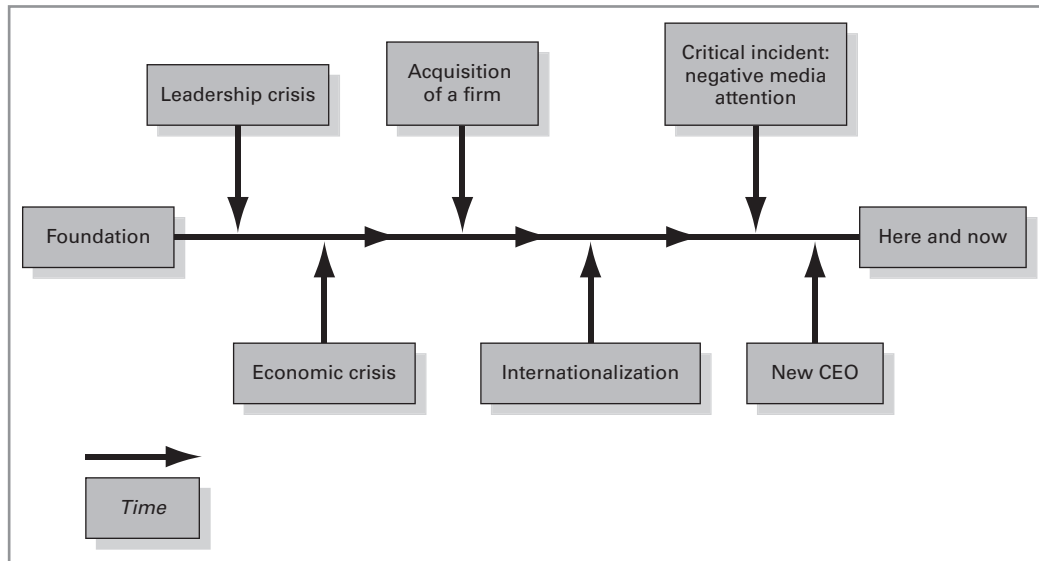 Leadership crisis
Acquisition
of a firm
Critical incident:
negative media
attention
Foundation
Here and now
Economic crisis
Internationalization
New CEO
Time